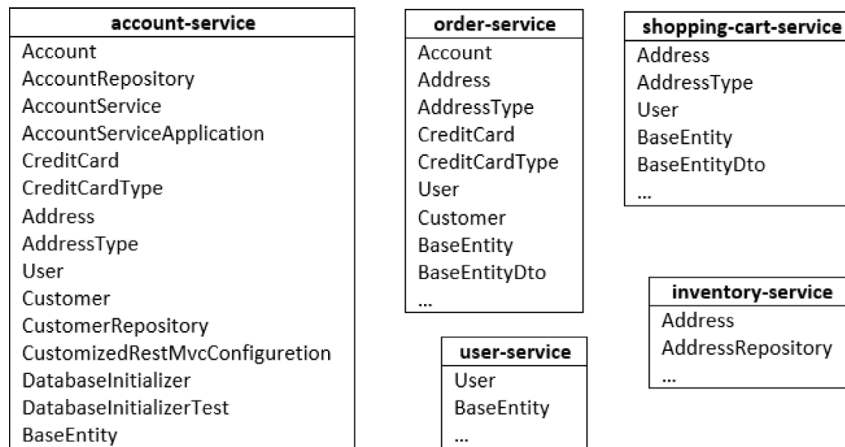 account-service
Account
AccountRepository
AccountService
AccountServiceApplication
CreditCard
CreditCardType
Address
AddressType
User
Customer
CustomerRepository
CustomizedRestMvcConfiguretion
DatabaseInitializer
DatabaseInitializerTest
BaseEntity
order-service
Account
Address
AddressType
CreditCard
CreditCardType
User
Customer
BaseEntity
BaseEntityDto
...
user-service
User
BaseEntity
...
shopping-cart-service
Address
AddressType
User
BaseEntity
BaseEntityDto
...
inventory-service
Address
AddressRepository
...